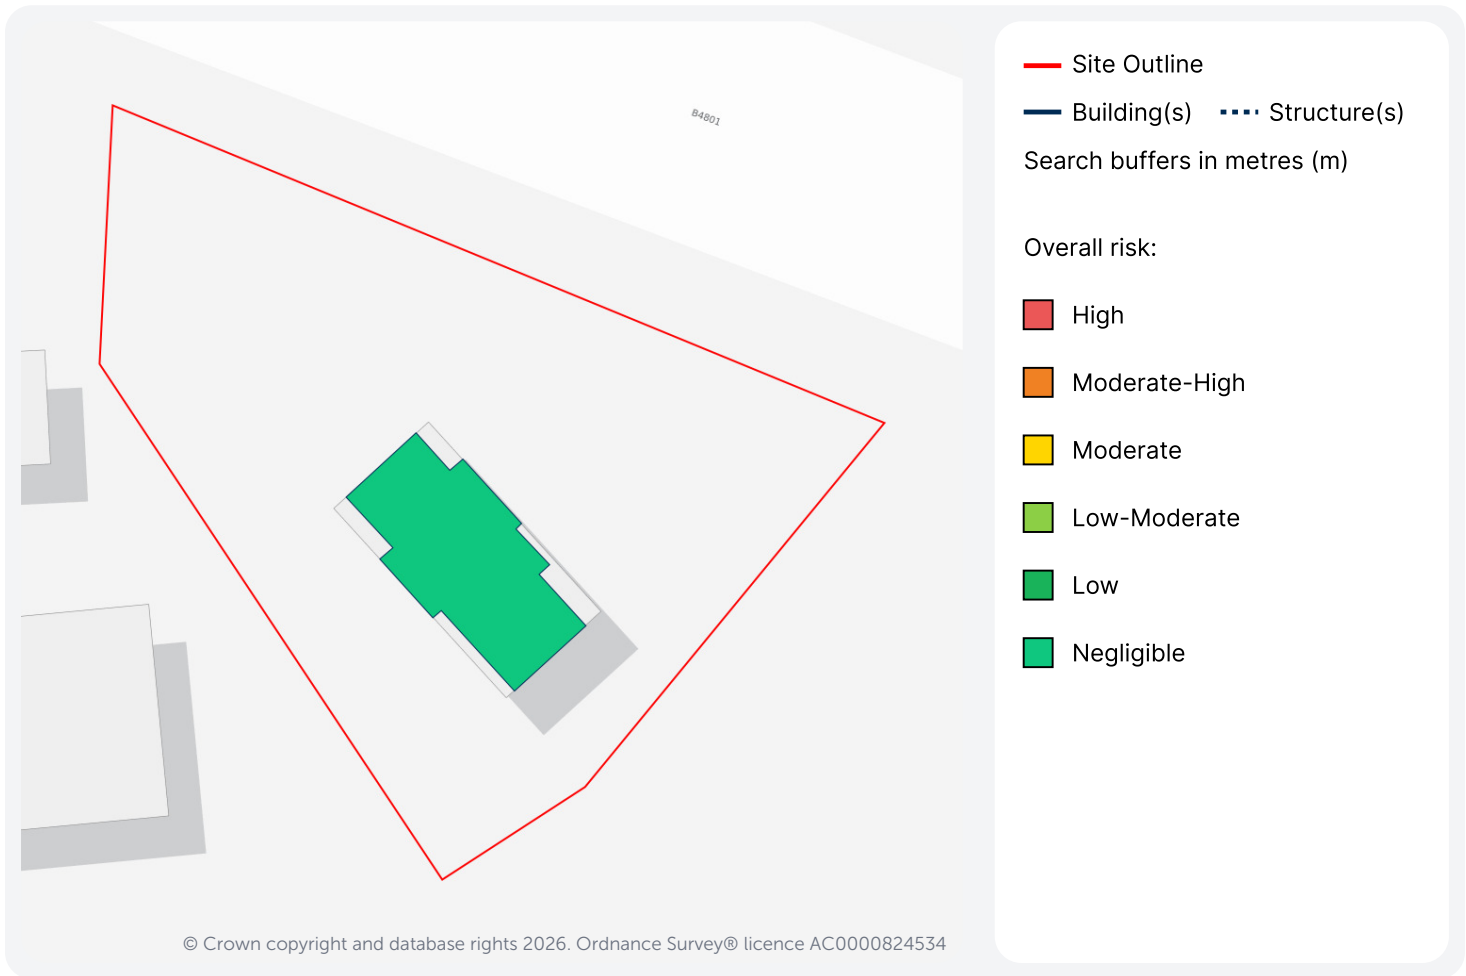 B4801
© Crown copyright and database rights 2026. Ordnance Survey® licence AC0000824534
Site Outline
Building(s) Structure(s)
Search buffers in metres (m)
Overall risk:
High
Moderate-High
Moderate
Low-Moderate
Low
Negligible